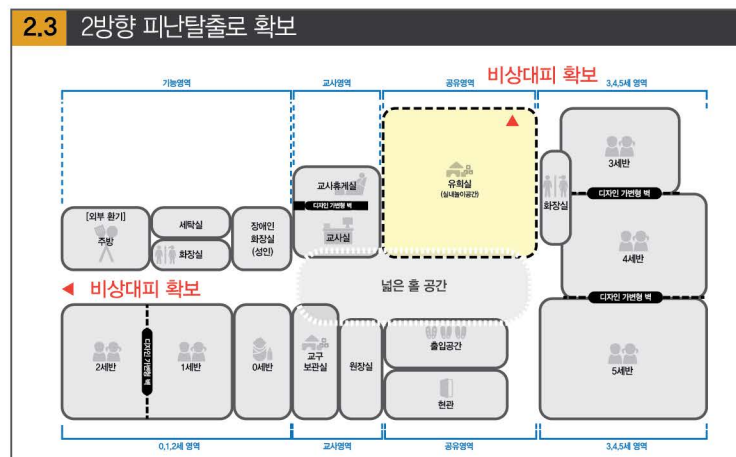 2.3 2방향 피난탈출로 확보
비상대피 확보
기능영역
교사영역
공유영역
3,4,5세 영역
3세반
교사휴게실
유희실
(실내놀이공간)
화장실
디자인 가변형 벽
디자인 가변형 벽
[외부 환기]
주방
세탁실
화장실
장애인
화장실
(성인)
교사실
4세반
넓은 홀 공간
비상대피 확보
디자인 가변형 벽
2세반
디자인 가변형 벽
1세반
0세반
교구
보관실
원장실
출입공간
현관
5세반
0,1,2세 영역
교사영역
공유영역
3,4,5세 영역